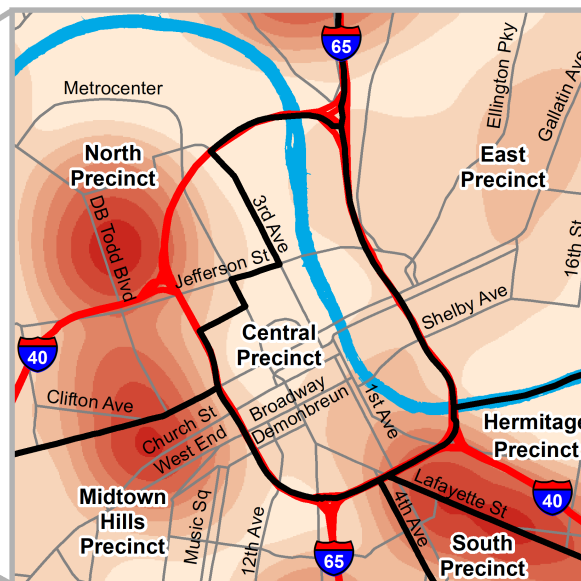 65
Ellington Pky
Gallatin Ave
Metrocenter
North
Precinct
East
Precinct
DB Todd Blvd
3rd Ave
16th St
Jefferson St
Shelby Ave
Central
Precinct
40
Clifton Ave
Church St
West End
Broadway
Demonbreun
1st Ave
Hermitage
Precinct
Midtown
Hills
Precinct
Music Sq
12th Ave
4th Ave
Lafayette St
40
65
South
Precinct